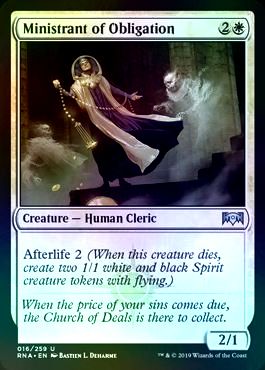 Ministrant of Obligation 2
Creature — Human Cleric
Afterlife 2 (When this creature dies,
create two 1/1 white and black Spirit
creature tokens with flying.)
When the price of your sins comes due,
the Church of Deals is there to collect.
2/1
016/259 U
RNA • EN Bastien L. Deharme
™ & © 2019 Wizards of the Coast